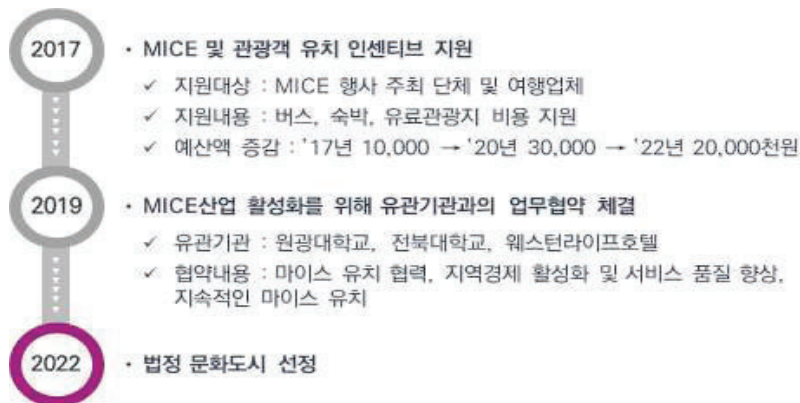 2017
• MICE 및 관광객 유치 인센티브 지원
✓ 지원대상 : MICE 행사 주최 단체 및 여행업체
✓ 지원내용 : 버스, 숙박, 유료관광지 비용 지원
✓ 예산액 증감 : '17년 10,000 → '20년 30,000 → '22년 20,000천원
2019
• MICE산업 활성화를 위해 유관기관과의 업무협약 체결
✓ 유관기관 : 원광대학교, 전북대학교, 웨스턴라이프호텔
✓ 협약내용 : 마이스 유치 협력, 지역경제 활성화 및 서비스 품질 향상,
지속적인 마이스 유치
2022
• 법정 문화도시 선정